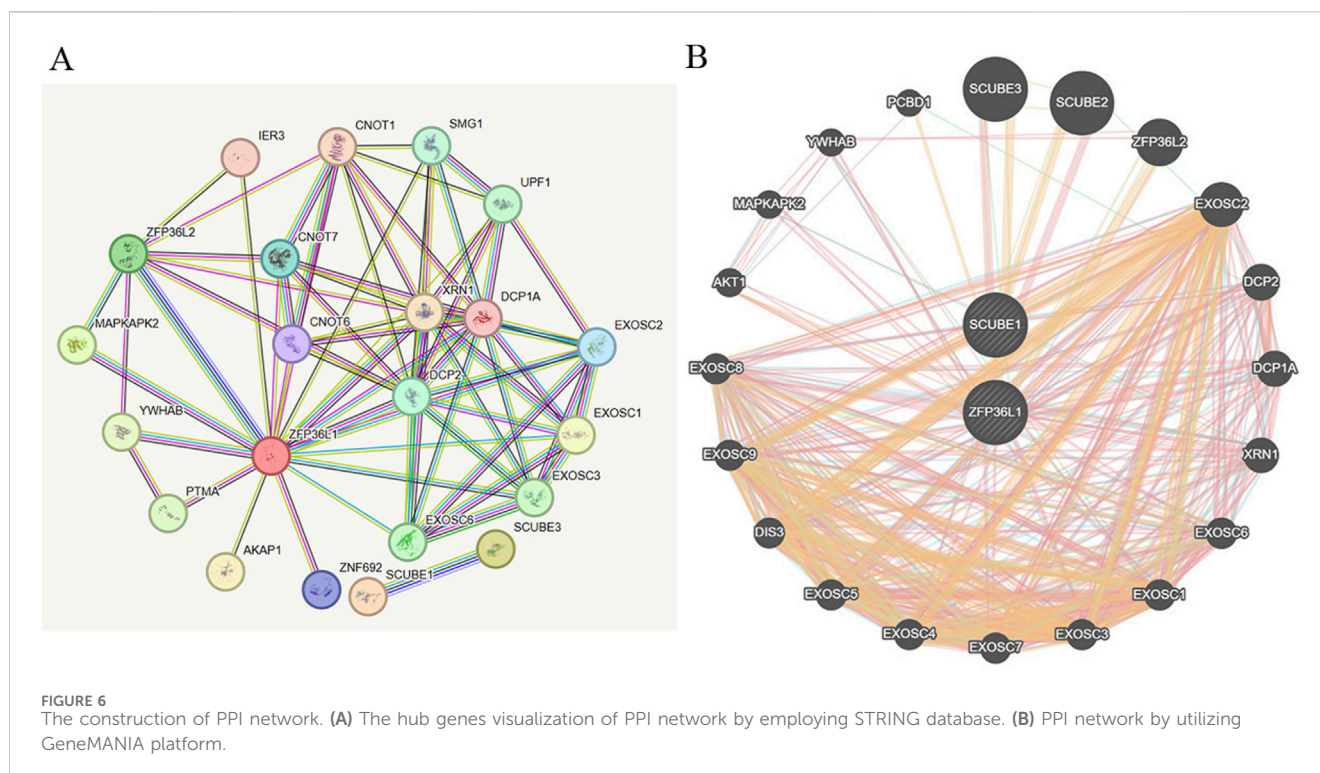 A
IER3
CNOT1
SMG1
UPF1
ZFP36L2
CNOT7
XRN1
DCP1A
MAPKAPK2
CNOT6
EXOSC2
DCP2
YWHAB
ZFP36L1
EXOSC1
PTMA
EXOSC3
EXOSC6
SCUBE3
AKAP1
ZNF692
SCUBE1
B
SCUBE3
SCUBE2
PCBD1
YWHAB
ZFP36L2
MAPKAPK2
EXOSC2
AKT1
DCP2
SCUBE1
EXOSC8
DCP1A
ZFP36L1
EXOSC9
XRN1
DIS3
EXOSC6
EXOSC5
EXOSC1
EXOSC4
EXOSC3
EXOSC7
FIGURE 6
The construction of PPI network. (A) The hub genes visualization of PPI network by employing STRING database. (B) PPI network by utilizing
GeneMANIA platform.